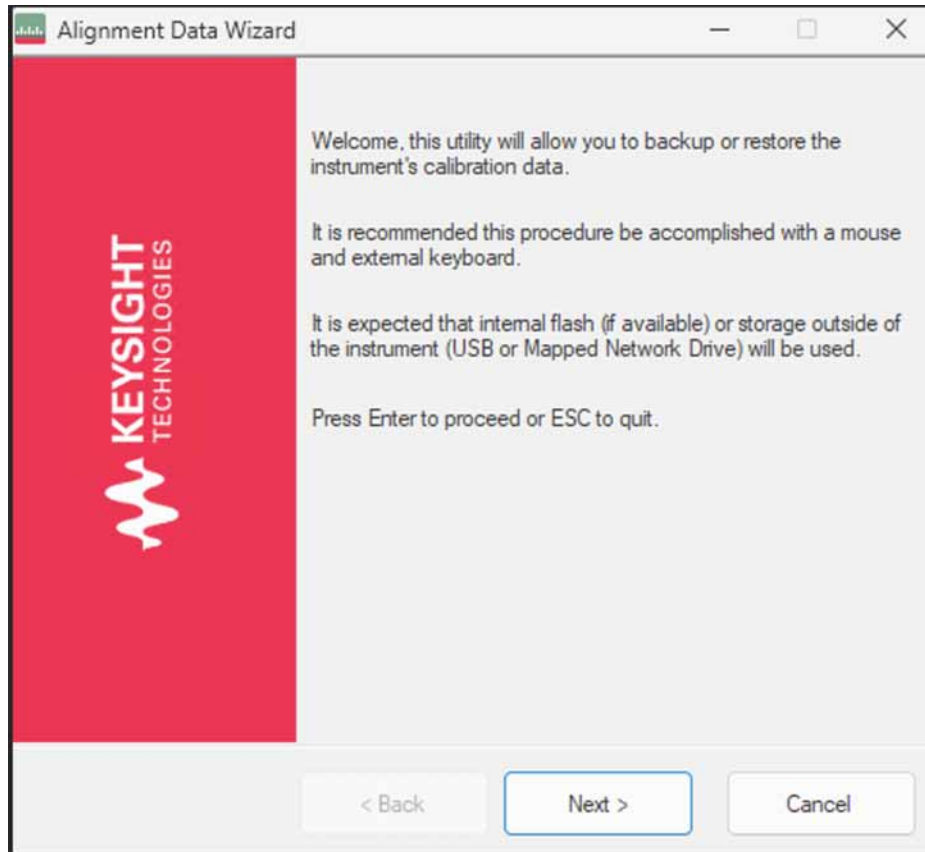 Alignment Data Wizard
KEYSIGHT
TECHNOLOGIES
Welcome, this utility will allow you to backup or restore the
instrument's calibration data.
It is recommended this procedure be accomplished with a mouse
and external keyboard.
It is expected that internal flash (if available) or storage outside of
the instrument (USB or Mapped Network Drive) will be used.
Press Enter to proceed or ESC to quit.
< Back
Next >
Cancel